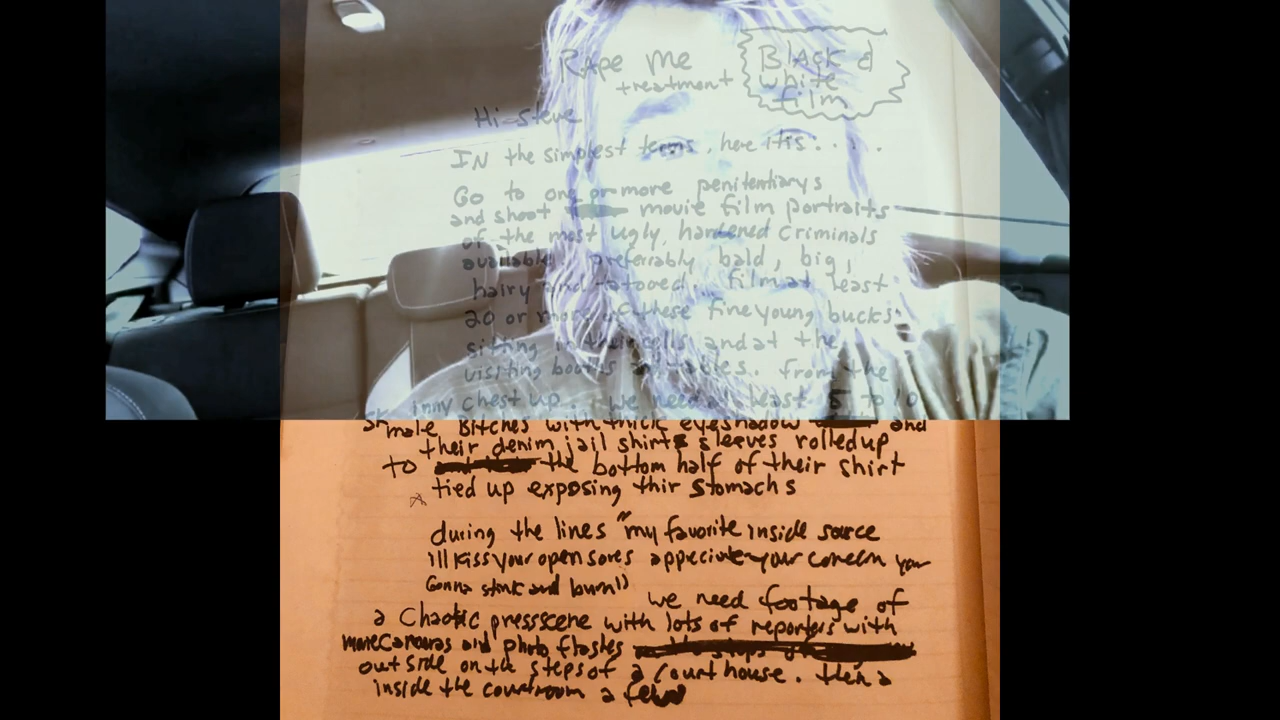 Rape Me
treatment
Black &
white
film
Hi Steve
IN the simplest terms, here it is. . . .
Go to one or more penitentiarys
and shoot movie film portraits
of the most ugly, hardened criminals
available. preferrably bald, big,
hairy and tatooed. film at least
20 or more of these fine young bucks
sitting in their cells and at the
visiting booths from the
chest up. we need at least 5 to 10
male Bitches with thick eyeshadow and
their denim jail shirts sleeves rolled up
to the bottom half of their shirt
tied up exposing thir stomachs
during the lines "my favorite inside source
ill kiss your open sores appreciate your concern your
Gonna stink and burn"
we need footage of
a Chaotic press scene with lots of reporters with
photo flashes
outside on the steps of a court house. then a
inside the courtroom a few